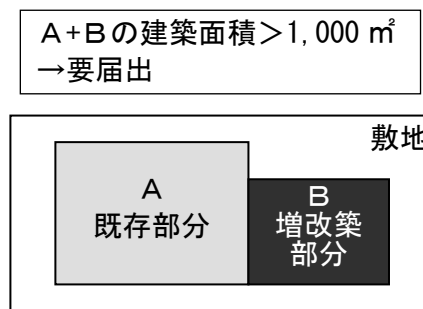 A+Bの建築面積＞1,000 ㎡
→要届出
敷地
A
既存部分
B
増改築
部分